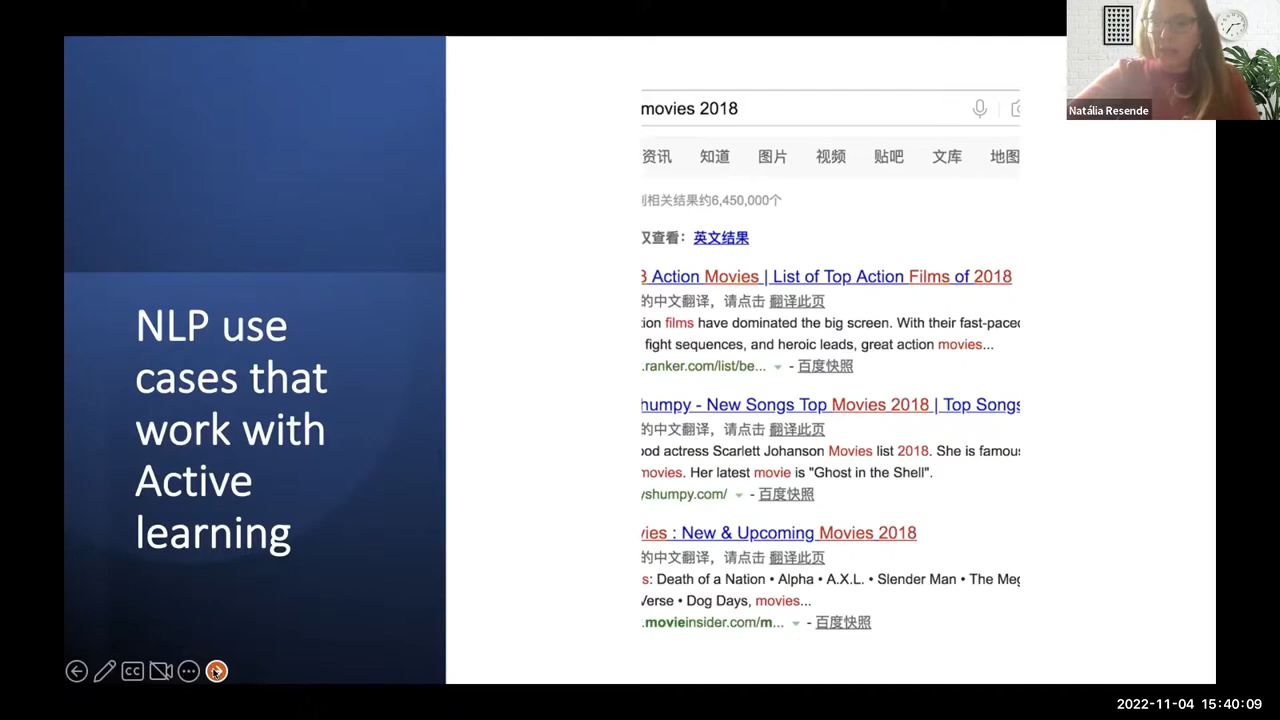 NLP use
cases that
work with
Active
learning
movies 2018
资讯 知道 图片 视频 贴吧 文库 地图
相关结果约6,450,000个
查看：英文结果
Action Movies | List of Top Action Films of 2018
的中文翻译，请点击 翻译此页
ion films have dominated the big screen. With their fast-paced
fight sequences, and heroic leads, great action movies...
.ranker.com/list/be... - 百度快照
humpy - New Songs Top Movies 2018 | Top Songs
的中文翻译，请点击 翻译此页
ood actress Scarlett Johanson Movies list 2018. She is famous
movies. Her latest movie is "Ghost in the Shell".
yshumpy.com/ - 百度快照
vies : New & Upcoming Movies 2018
的中文翻译，请点击 翻译此页
s: Death of a Nation • Alpha • A.X.L. • Slender Man • The Meg
Verse • Dog Days, movies...
.movieinsider.com/m... - 百度快照
Natália Resende
CC
2022-11-04 15:40:09